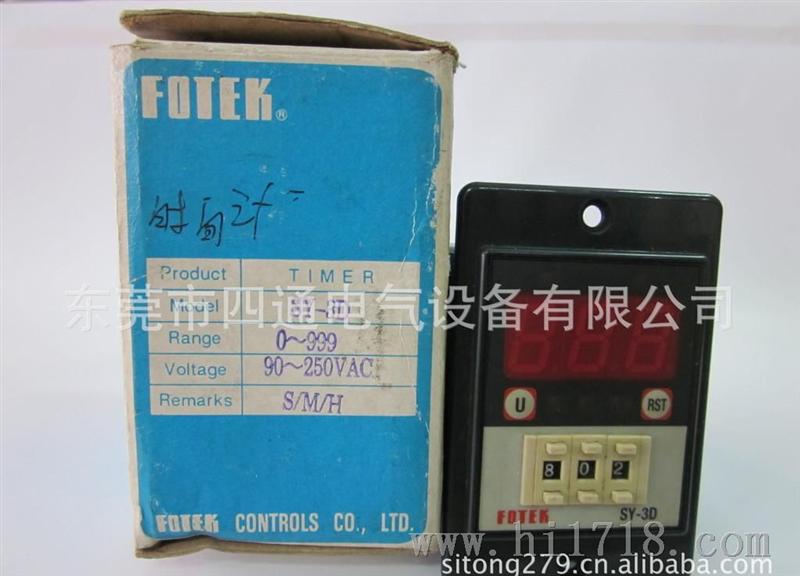 FOTEK®
时间计
Product TIMER
Model SY-3D
Range 0~999
Voltage 90~250VAC
Remarks S/M/H
FOTEK CONTROLS CO., LTD.
U
RST
8 0 2
FOTEK SY-3D
东莞市四通电气设备有限公司
www.hi1718.com
sitong279.cn.alibaba.com